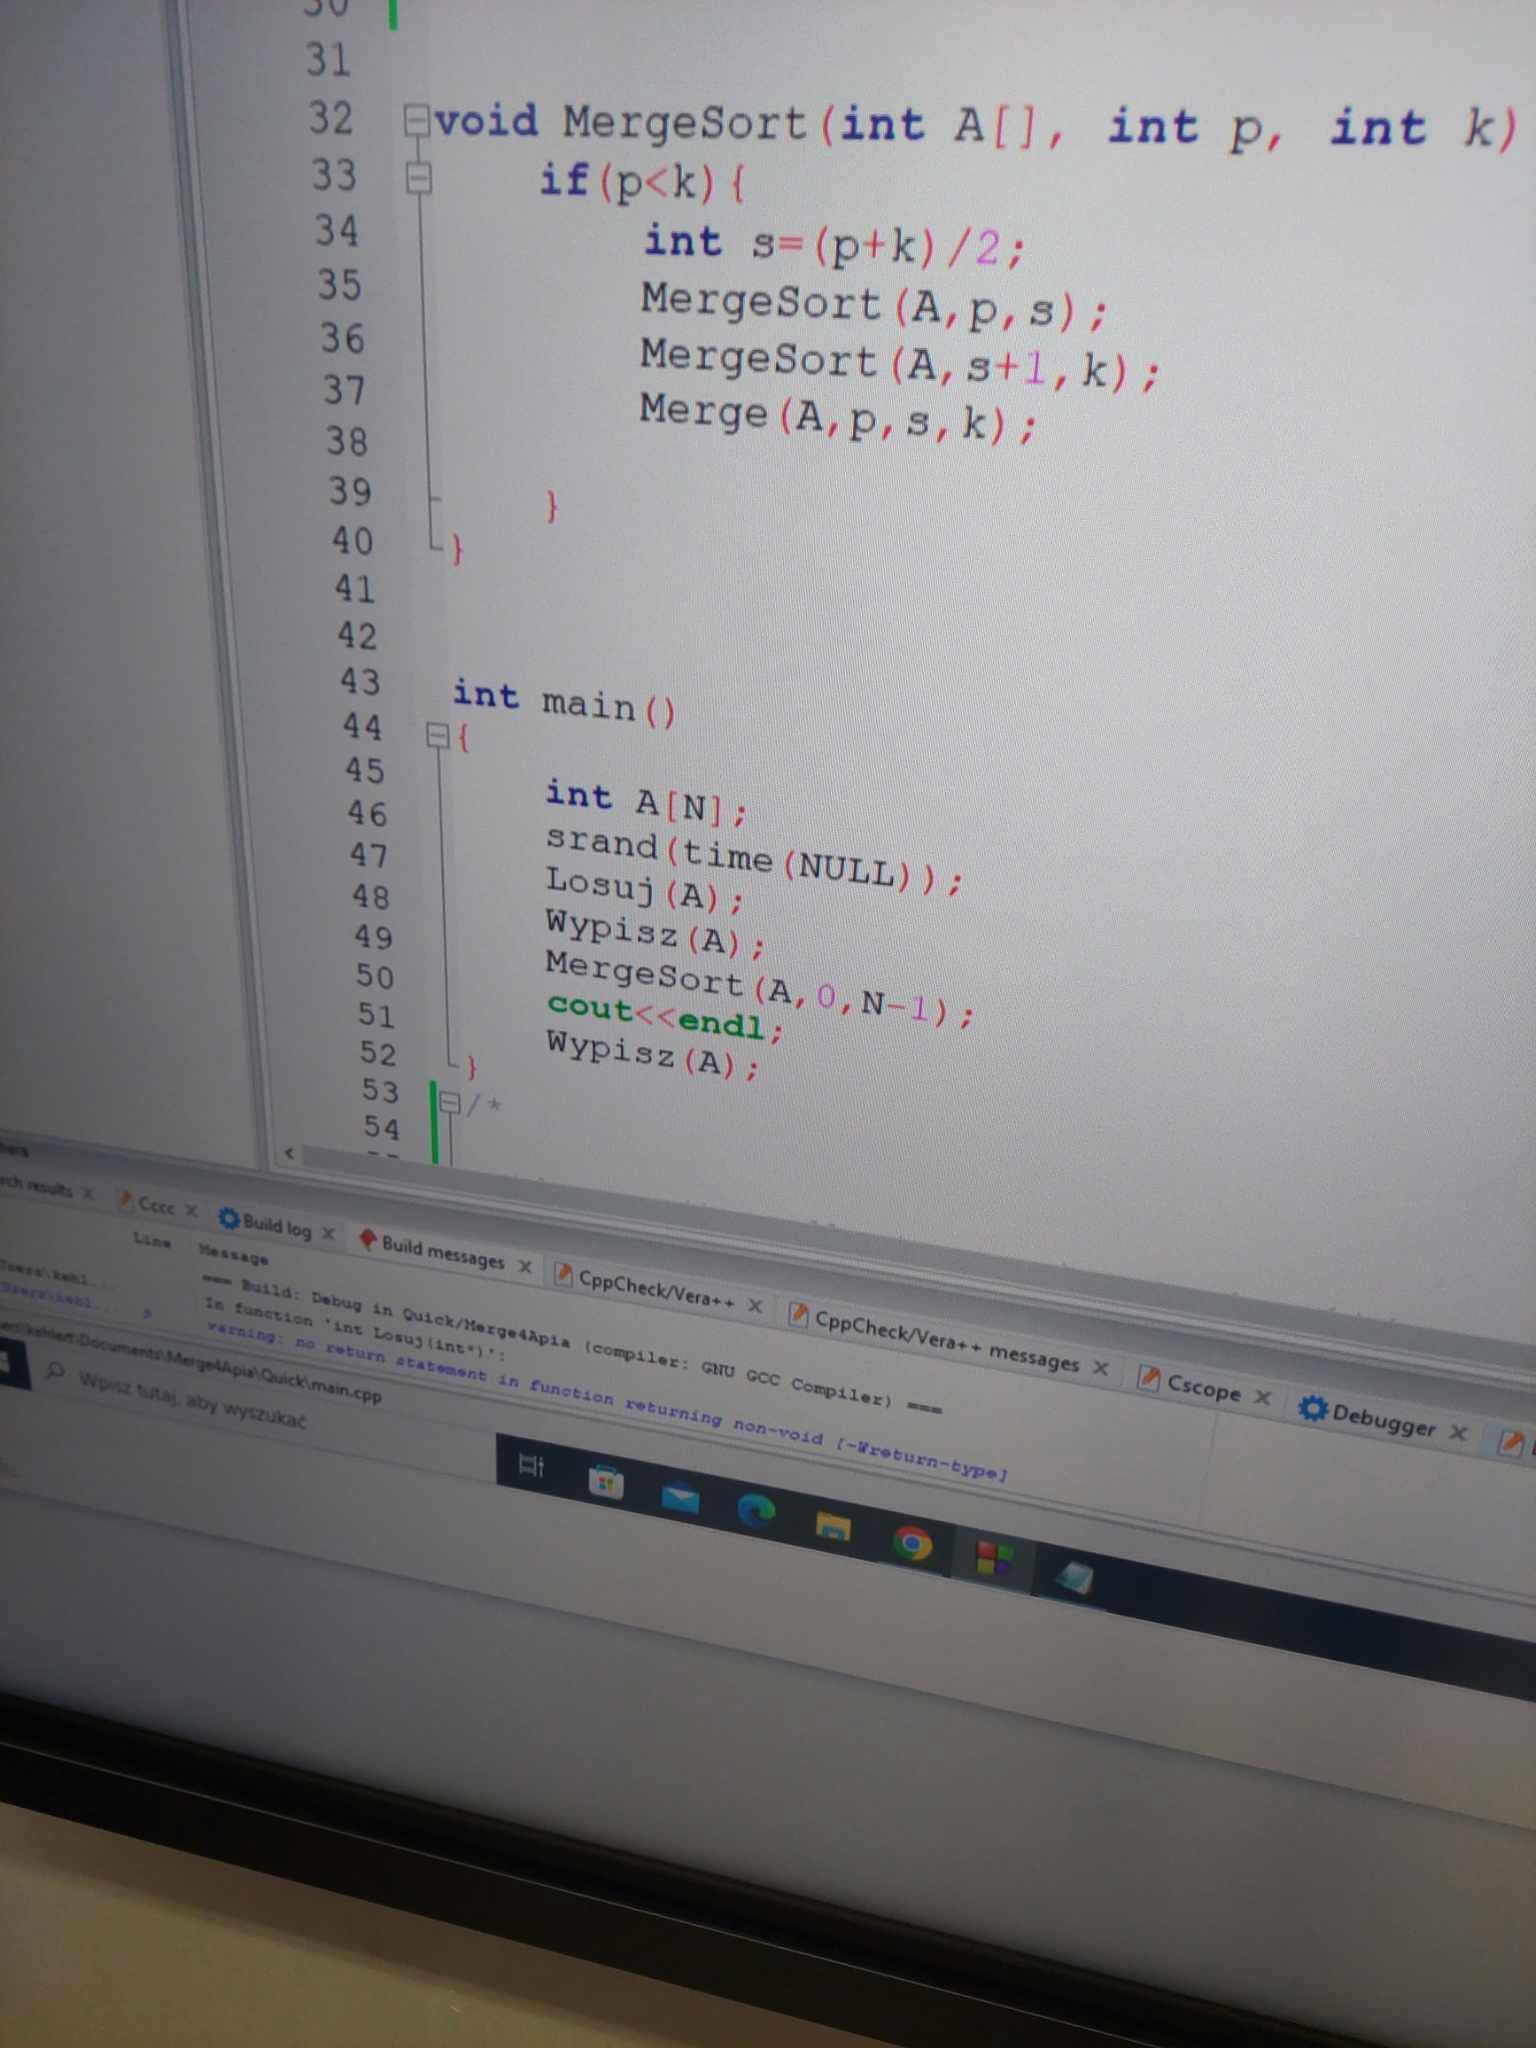 30
31
32 void MergeSort(int A[], int p, int k)
33 if(p<k){
34 int s=(p+k)/2;
35 MergeSort(A,p,s);
36 MergeSort(A,s+1,k);
37 Merge(A,p,s,k);
38
39 }
40 }
41
42
43 int main()
44 {
45 int A[N];
46 srand(time(NULL));
47 Losuj(A);
48 Wypisz(A);
49 MergeSort(A,0,N-1);
50 cout<<endl;
51 Wypisz(A);
52 }
53 /*
54
results Cccc Build log Build messages CppCheck/Vera++ CppCheck/Vera++ messages Cscope Debugger
Line Message
=== Build: Debug in Quick/Merge4Apia (compiler: GNU GCC Compiler) ===
In function 'int Losuj(int*)':
9 warning: no return statement in function returning non-void [-Wreturn-type]
\Documents\Merge4Apia\Quick\main.cpp
Wpisz tutaj, aby wyszukać